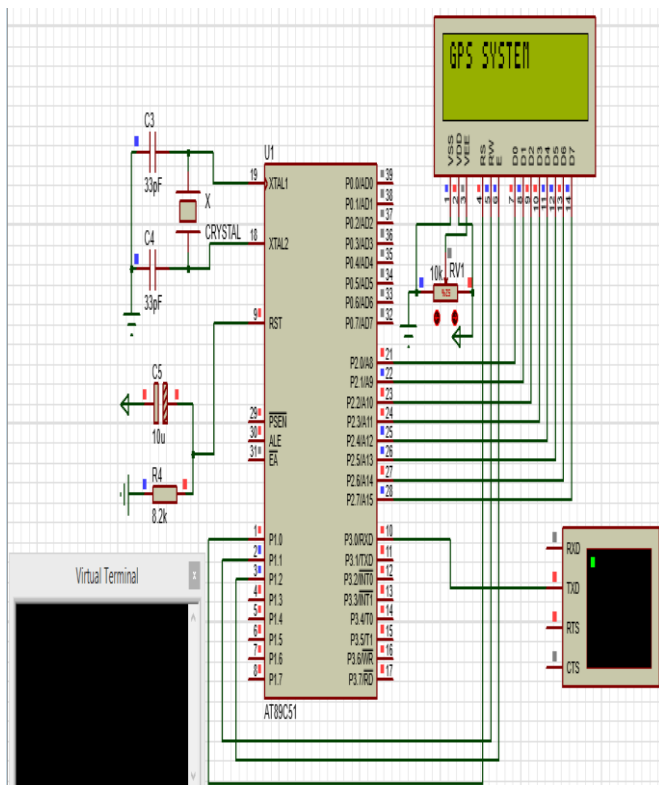 GPS SYSTEM
VSS
VDD
VEE
RS
RW
E
D0
D1
D2
D3
D4
D5
D6
D7
1
2
3
4
5
6
7
8
9
10
11
12
13
14
C3
33pF
X
CRYSTAL
C4
33pF
U1
19 XTAL1
18 XTAL2
9 RST
29 PSEN
30 ALE
31 EA
1 P1.0
2 P1.1
3 P1.2
4 P1.3
5 P1.4
6 P1.5
7 P1.6
8 P1.7
P0.0/AD0 39
P0.1/AD1 38
P0.2/AD2 37
P0.3/AD3 36
P0.4/AD4 35
P0.5/AD5 34
P0.6/AD6 33
P0.7/AD7 32
P2.0/A8 21
P2.1/A9 22
P2.2/A10 23
P2.3/A11 24
P2.4/A12 25
P2.5/A13 26
P2.6/A14 27
P2.7/A15 28
P3.0/RXD 10
P3.1/TXD 11
P3.2/INT0 12
P3.3/INT1 13
P3.4/T0 14
P3.5/T1 15
P3.6/WR 16
P3.7/RD 17
AT89C51
10k
RV1
C5
10u
R4
8.2k
RXD
TXD
RTS
CTS
Virtual Terminal
x